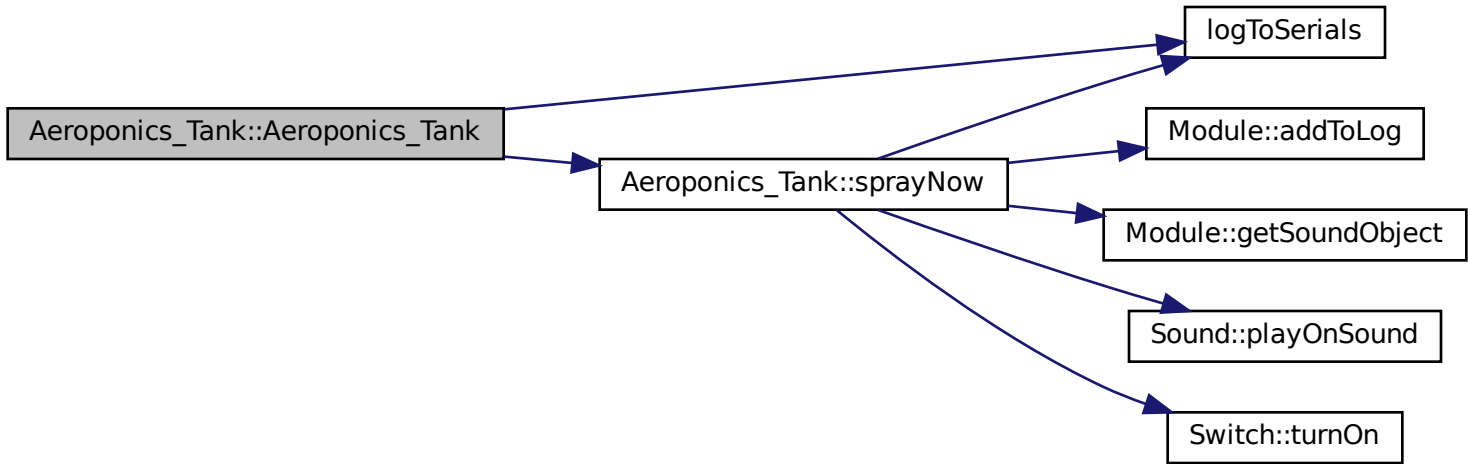 logToSerials
Aeroponics_Tank::Aeroponics_Tank
Module::addToLog
Aeroponics_Tank::sprayNow
Module::getSoundObject
Sound::playOnSound
Switch::turnOn